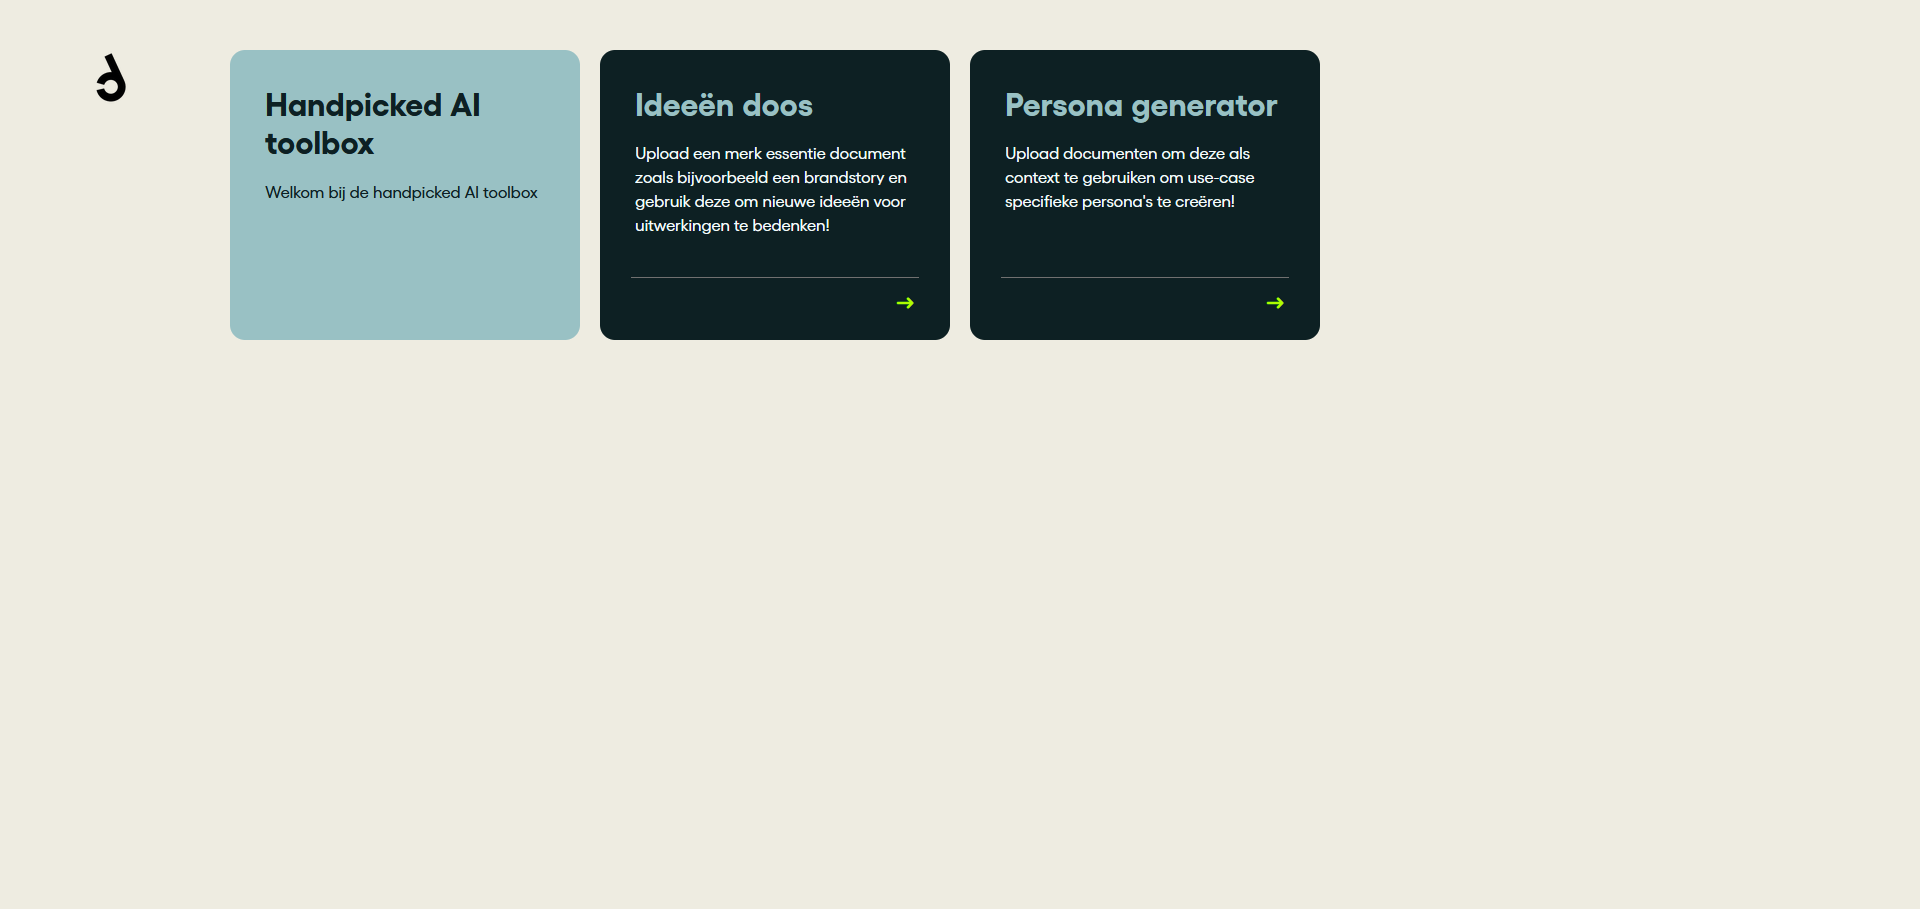 Handpicked AI
toolbox
Welkom bij de handpicked AI toolbox
Ideeën doos
Upload een merk essentie document
zoals bijvoorbeeld een brandstory en
gebruik deze om nieuwe ideeën voor
uitwerkingen te bedenken!
Persona generator
Upload documenten om deze als
context te gebruiken om use-case
specifieke persona's te creëren!